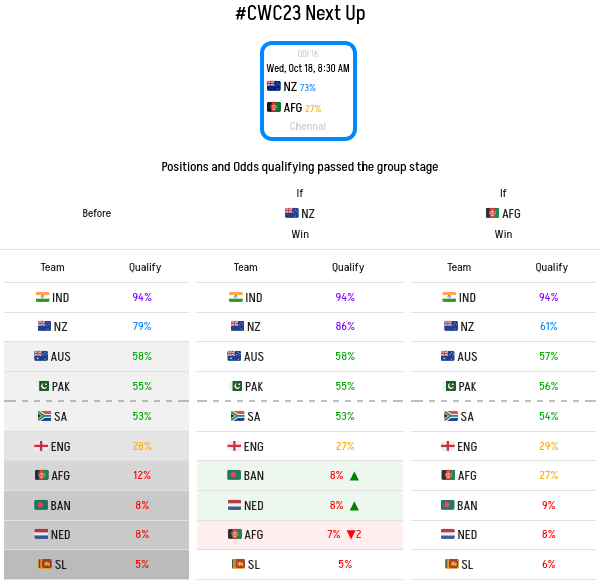 #CWC23 Next Up
ODI 16
Wed, Oct 18, 8:30 AM
NZ 73%
AFG 27%
Chennai
Positions and Odds qualifying passed the group stage
Before
If
NZ
Win
If
AFG
Win
Team Qualify Team Qualify Team Qualify
IND 94% IND 94% IND 94%
NZ 79% NZ 86% NZ 61%
AUS 58% AUS 58% AUS 57%
PAK 55% PAK 55% PAK 56%
SA 53% SA 53% SA 54%
ENG 28% ENG 27% ENG 29%
AFG 12% BAN 8% ▲ AFG 27%
BAN 8% NED 8% ▲ BAN 9%
NED 8% AFG 7% ▼2 NED 8%
SL 5% SL 5% SL 6%